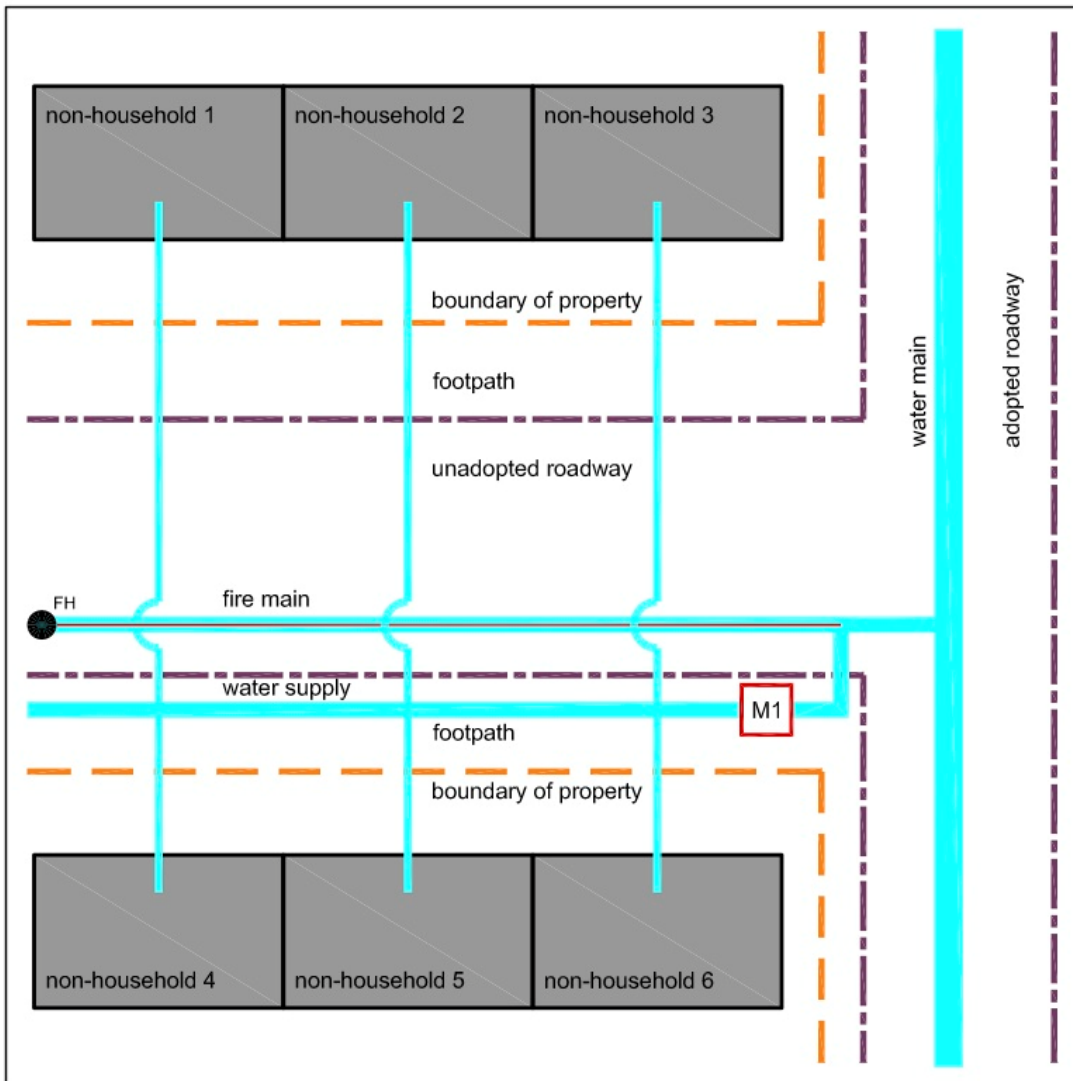 non-household 1
non-household 2
non-household 3
boundary of property
footpath
unadopted roadway
water main
adopted roadway
FH
fire main
water supply
M1
footpath
boundary of property
non-household 4
non-household 5
non-household 6